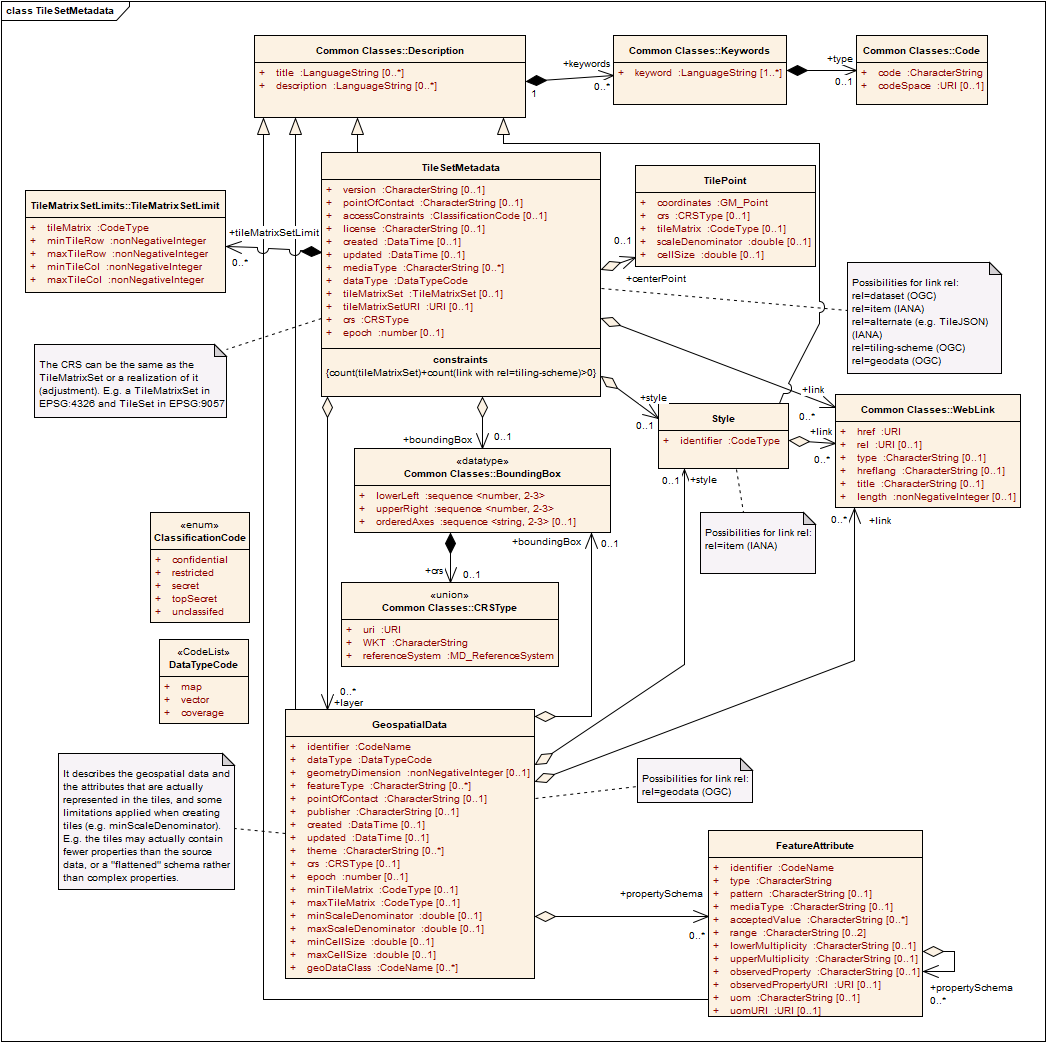 class TileSetMetadata
Common Classes::Description
+ title :LanguageString [0..*]
+ description :LanguageString [0..*]
+keywords
1
0..*
Common Classes::Keywords
+ keyword :LanguageString [1..*]
+type
0..1
Common Classes::Code
+ code :CharacterString
+ codeSpace :URI [0..1]
TileMatrixSetLimits::TileMatrixSetLimit
+ tileMatrix :CodeType
+ minTileRow :nonNegativeInteger
+ maxTileRow :nonNegativeInteger
+ minTileCol :nonNegativeInteger
+ maxTileCol :nonNegativeInteger
+tileMatrixSetLimit
0..*
TileSetMetadata
+ version :CharacterString [0..1]
+ pointOfContact :CharacterString [0..1]
+ accessConstraints :ClassificationCode [0..1]
+ license :CharacterString [0..1]
+ created :DataTime [0..1]
+ updated :DataTime [0..1]
+ mediaType :CharacterString [0..*]
+ dataType :DataTypeCode
+ tileMatrixSet :TileMatrixSet [0..1]
+ tileMatrixSetURI :URI [0..1]
+ crs :CRSType
+ epoch :number [0..1]
constraints
{count(tileMatrixSet)+count(link with rel=tiling-scheme)>0}
TilePoint
+ coordinates :GM_Point
+ crs :CRSType [0..1]
+ tileMatrix :CodeType [0..1]
+ scaleDenominator :double [0..1]
+ cellSize :double [0..1]
0..1
+centerPoint
Possibilities for link rel:
rel=dataset (OGC)
rel=item (IANA)
rel=alternate (e.g. TileJSON)
(IANA)
rel=tiling-scheme (OGC)
rel=geodata (OGC)
The CRS can be the same as the
TileMatrixSet or a realization of it
(adjustment). E.g. a TileMatrixSet in
EPSG:4326 and TileSet in EPSG:9057
+link
0..*
+style
0..1
Style
+ identifier :CodeType
+link
0..*
Common Classes::WebLink
+ href :URI
+ rel :URI [0..1]
+ type :CharacterString [0..1]
+ hreflang :CharacterString [0..1]
+ title :CharacterString [0..1]
+ length :nonNegativeInteger [0..1]
+boundingBox
0..1
«datatype»
Common Classes::BoundingBox
+ lowerLeft :sequence <number, 2-3>
+ upperRight :sequence <number, 2-3>
+ orderedAxes :sequence <string, 2-3> [0..1]
0..1
+style
Possibilities for link rel:
rel=item (IANA)
0..*
+link
«enum»
ClassificationCode
+ confidential
+ restricted
+ secret
+ topSecret
+ unclassifed
+boundingBox
0..1
+crs
0..1
«union»
Common Classes::CRSType
+ uri :URI
+ WKT :CharacterString
+ referenceSystem :MD_ReferenceSystem
«CodeList»
DataTypeCode
+ map
+ vector
+ coverage
0..*
+layer
GeospatialData
+ identifier :CodeName
+ dataType :DataTypeCode
+ geometryDimension :nonNegativeInteger [0..1]
+ featureType :CharacterString [0..*]
+ pointOfContact :CharacterString [0..1]
+ publisher :CharacterString [0..1]
+ created :DataTime [0..1]
+ updated :DataTime [0..1]
+ theme :CharacterString [0..*]
+ crs :CRSType [0..1]
+ epoch :number [0..1]
+ minTileMatrix :CodeType [0..1]
+ maxTileMatrix :CodeType [0..1]
+ minScaleDenominator :double [0..1]
+ maxScaleDenominator :double [0..1]
+ minCellSize :double [0..1]
+ maxCellSize :double [0..1]
+ geoDataClass :CodeName [0..*]
It describes the geospatial data and
the attributes that are actually
represented in the tiles, and some
limitations applied when creating
tiles (e.g. minScaleDenominator).
E.g. the tiles may actually contain
fewer properties than the source
data, or a "flattened" schema rather
than complex properties.
Possibilities for link rel:
rel=geodata (OGC)
+propertySchema
0..*
FeatureAttribute
+ identifier :CodeName
+ type :CharacterString
+ pattern :CharacterString [0..1]
+ mediaType :CharacterString [0..1]
+ acceptedValue :CharacterString [0..*]
+ range :CharacterString [0..2]
+ lowerMultiplicity :CharacterString [0..1]
+ upperMultiplicity :CharacterString [0..1]
+ observedProperty :CharacterString [0..1]
+ observedPropertyURI :URI [0..1]
+ uom :CharacterString [0..1]
+ uomURI :URI [0..1]
+propertySchema
0..*